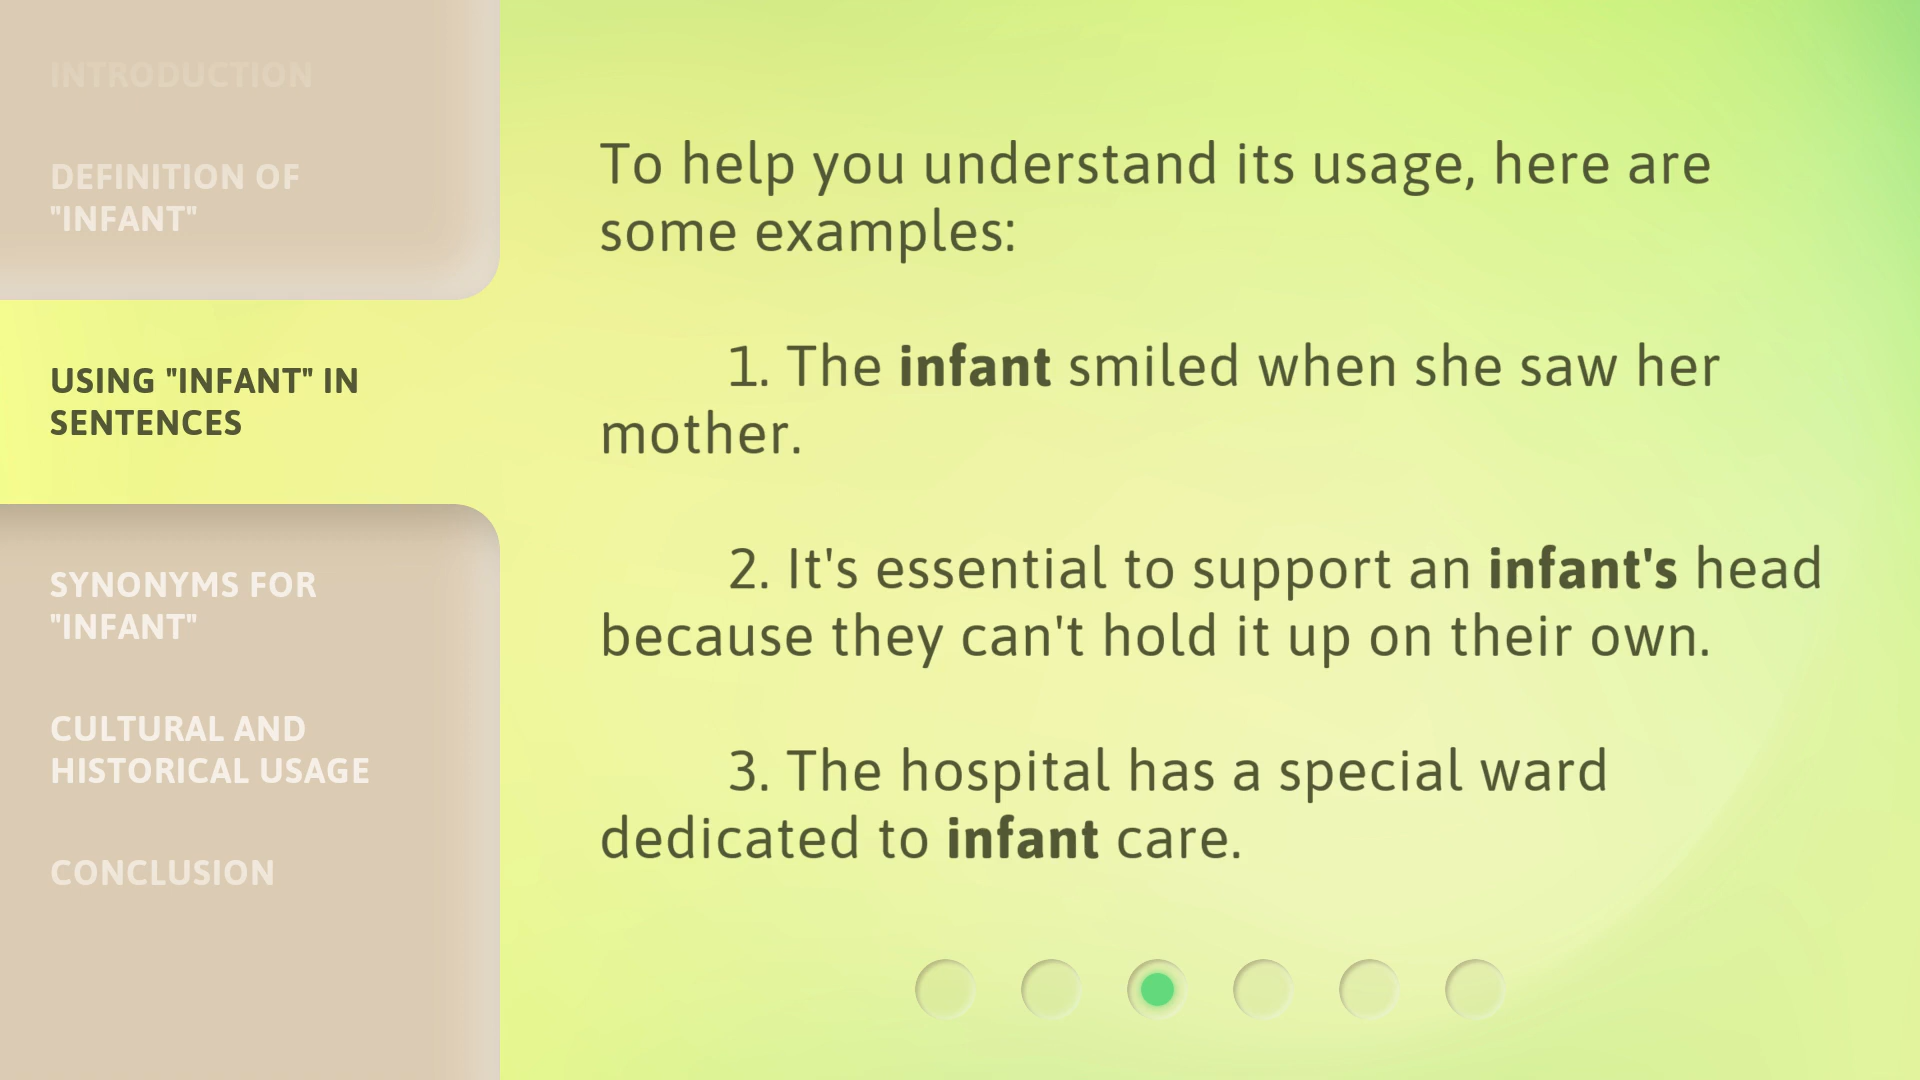 INTRODUCTION
DEFINITION OF
"INFANT"
USING "INFANT" IN
SENTENCES
SYNONYMS FOR
"INFANT"
CULTURAL AND
HISTORICAL USAGE
CONCLUSION
To help you understand its usage, here are
some examples:
1. The infant smiled when she saw her
mother.
2. It's essential to support an infant's head
because they can't hold it up on their own.
3. The hospital has a special ward
dedicated to infant care.